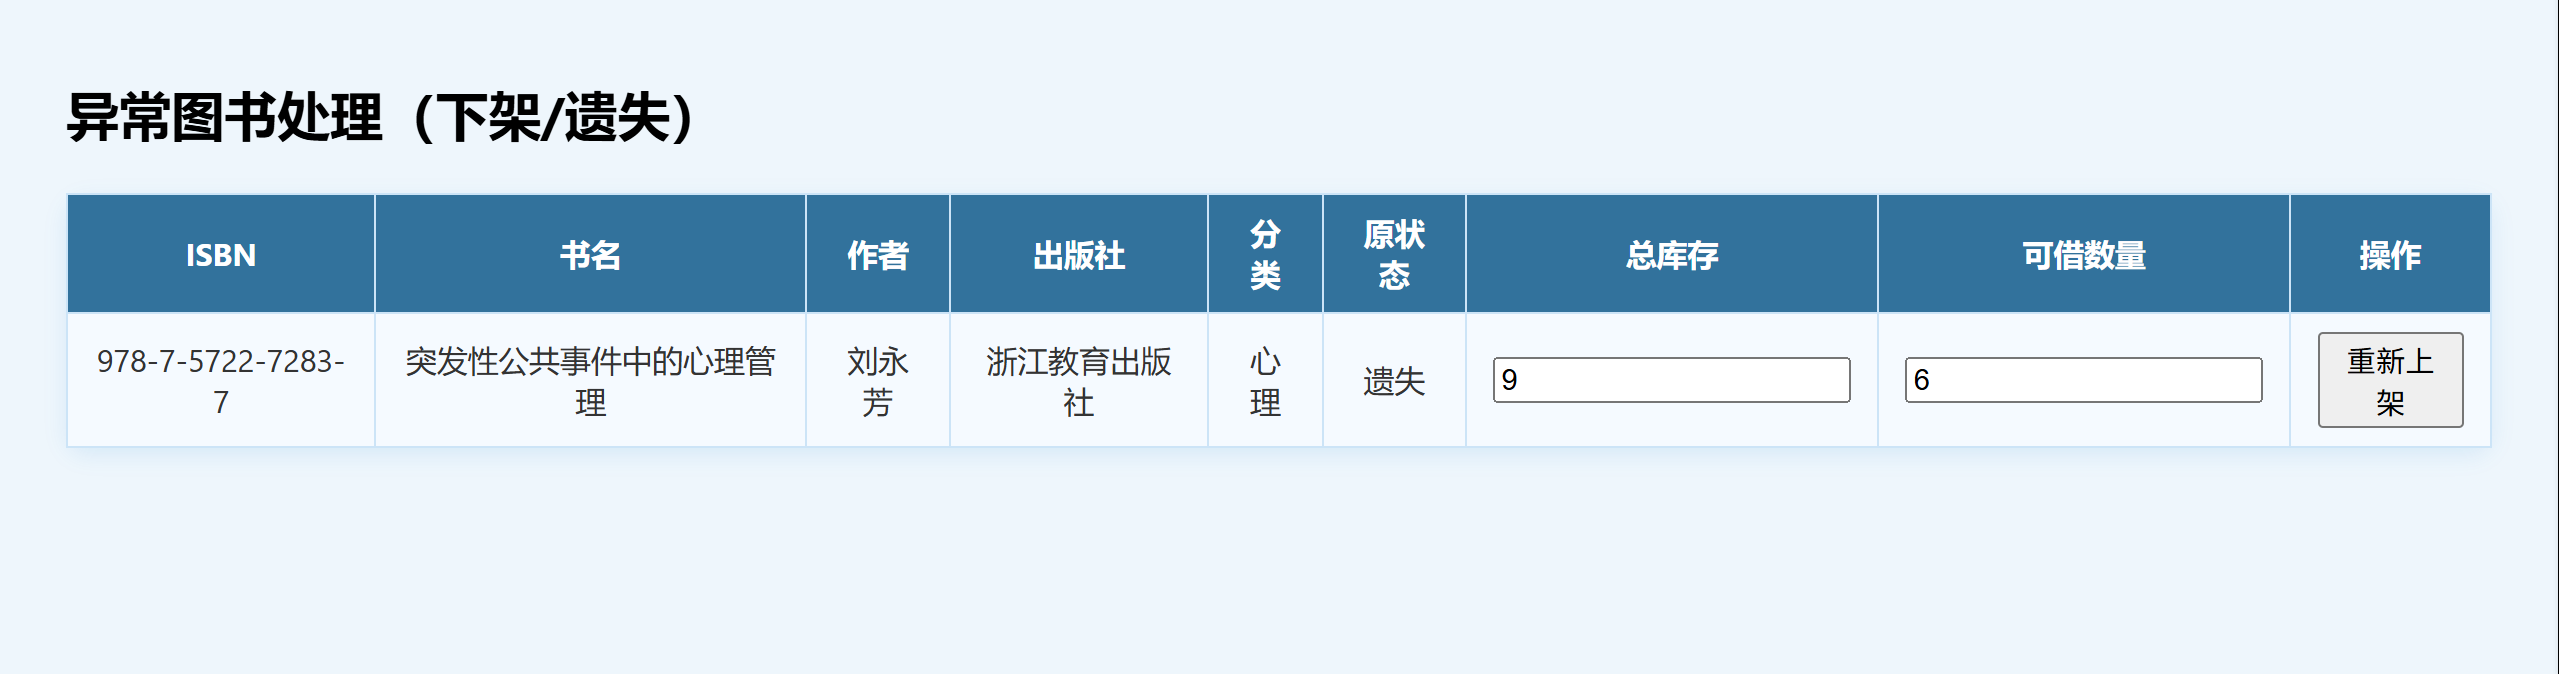 异常图书处理（下架/遗失）
ISBN 书名 作者 出版社 分类 原状态 总库存 可借数量 操作
978-7-5722-7283-7 突发性公共事件中的心理管理 刘永芳 浙江教育出版社 心理 遗失 9 6 重新上架